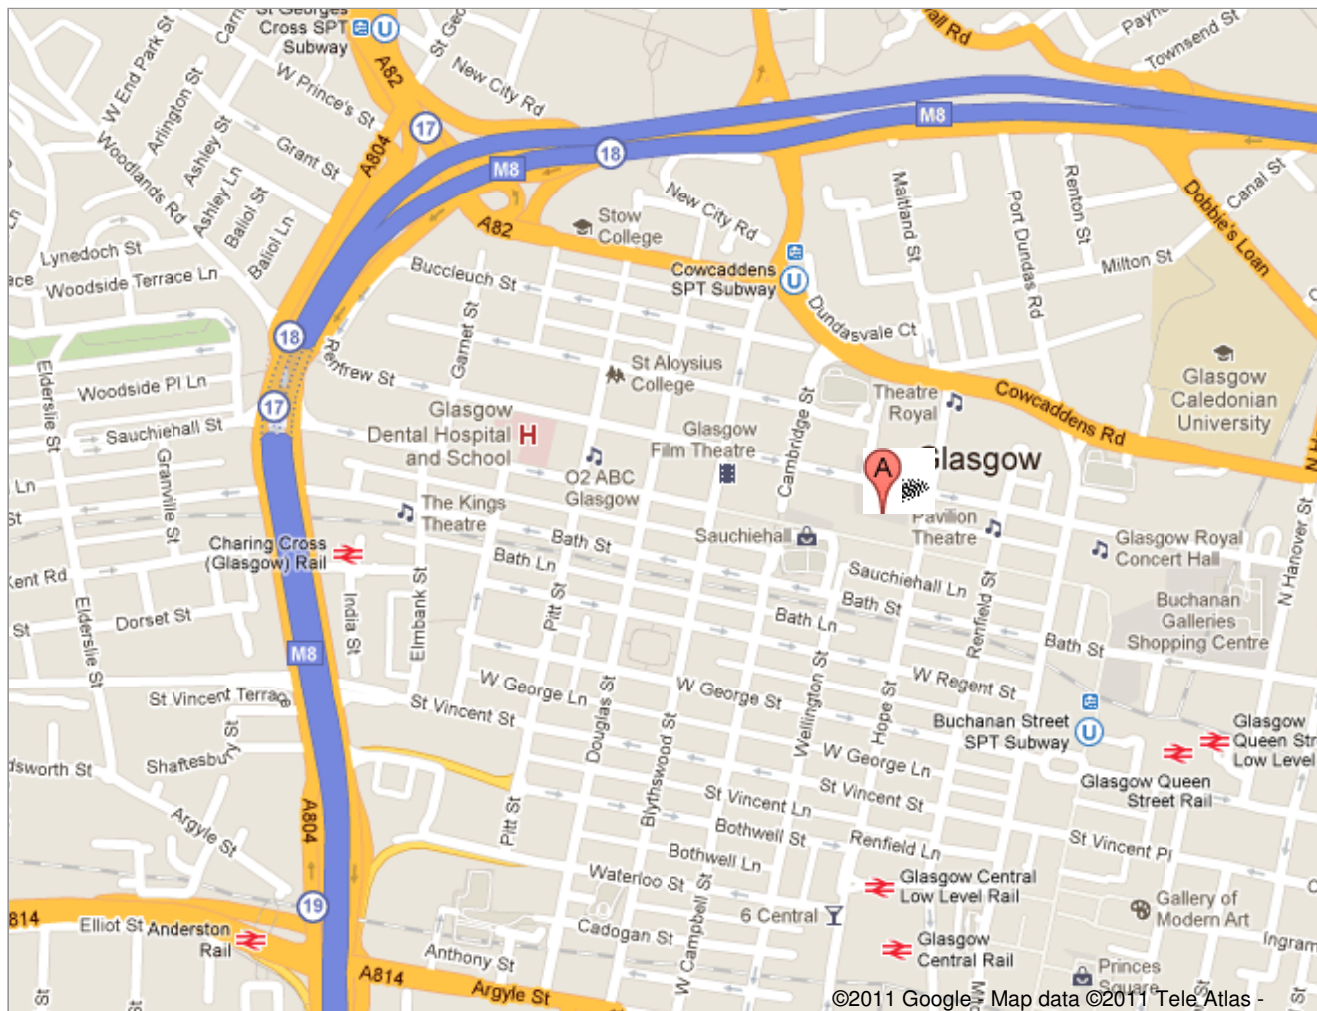 St Georges
Cross SPT
Subway
St Geo
A82
W End Park St
Arlington St
Ashley St
Ashley Ln
Baliol St
Baliol Ln
Woodlands Rd
W Prince's St
Grant St
A804
17
New City Rd
M8
18
M8
Townsend St
Canal St
Dobbie's Loan
Renton St
Port Dundas Rd
Maitland St
Milton St
New City Rd
Stow
College
A82
Cowcaddens
SPT Subway
Dundasvale Ct
Lynedoch St
Woodside Terrace Ln
Buccleuch St
Garnet St
18
Renfrew St
St Aloysius
College
Theatre
Royal
Cowcaddens Rd
Glasgow
Caledonian
University
Woodside Pl Ln
17
Elderslie St
Sauchiehall St
Granville St
Glasgow
Dental Hospital
and School
H
Glasgow
Film Theatre
Cambridge St
O2 ABC
Glasgow
A
Glasgow
The Kings
Theatre
Sauchiehall
Pavilion
Theatre
Glasgow Royal
Concert Hall
N Hanover St
Charing Cross
(Glasgow) Rail
Kent Rd
Bath St
Bath Ln
Sauchiehall Ln
Bath St
Bath Ln
Bath St
Buchanan
Galleries
Shopping Centre
Dorset St
Elderslie St
India St
Elmbank St
Pitt St
Renfield St
M8
W Regent St
St Vincent Terrace
W George Ln
St Vincent St
W George St
Douglas St
Blythswood St
Wellington St
Hope St
W George Ln
Buchanan Street
SPT Subway
Glasgow
Queen Str
Low Level
Glasgow Queen
Street Rail
Shaftesbury St
dsworth St
Argyle St
A804
Pitt St
St Vincent Ln
St Vincent St
Bothwell St
Bothwell Ln
Renfield Ln
St Vincent Pl
Waterloo St
Glasgow Central
Low Level Rail
Gallery of
Modern Art
19
814
Elliot St
Anderston
Rail
6 Central
Cadogan St
W Campbell St
Glasgow
Central Rail
Ingram
Anthony St
A814
Argyle St
Princes
Square
©2011 Google - Map data ©2011 Tele Atlas -